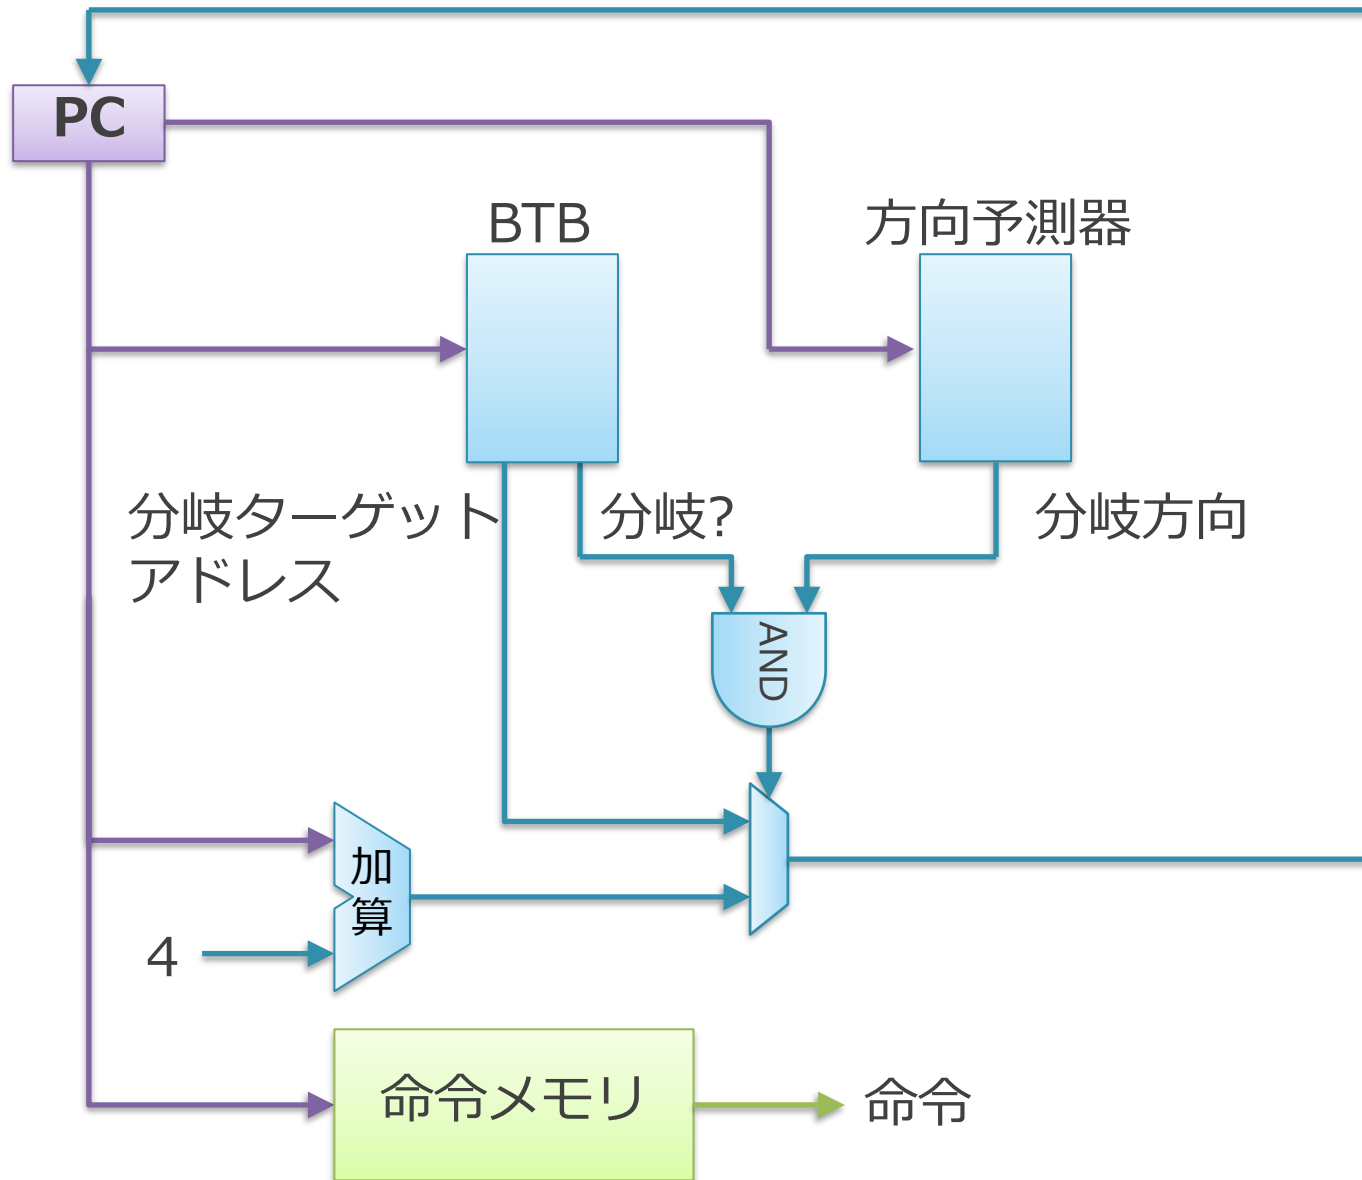 PC
BTB
方向予測器
分岐ターゲット
アドレス
分岐?
分岐方向
AND
加
算
4
命令メモリ
命令